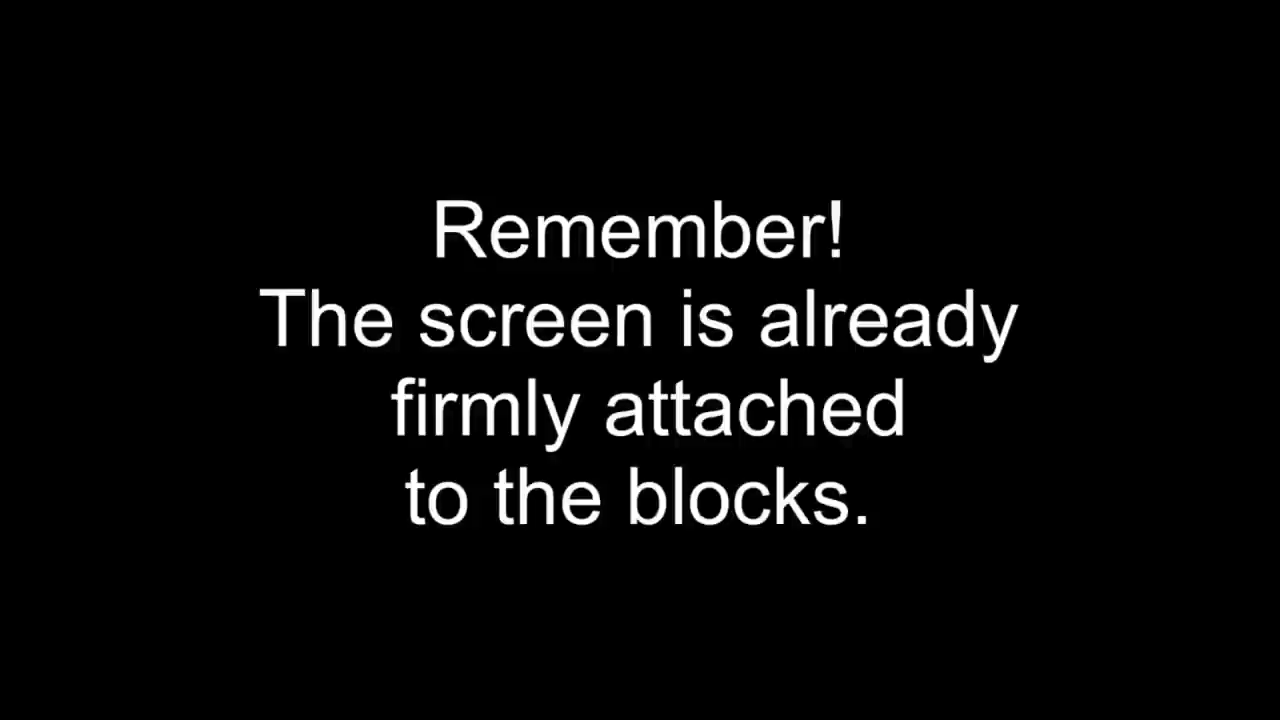 Remember!
The screen is already
firmly attached
to the blocks.